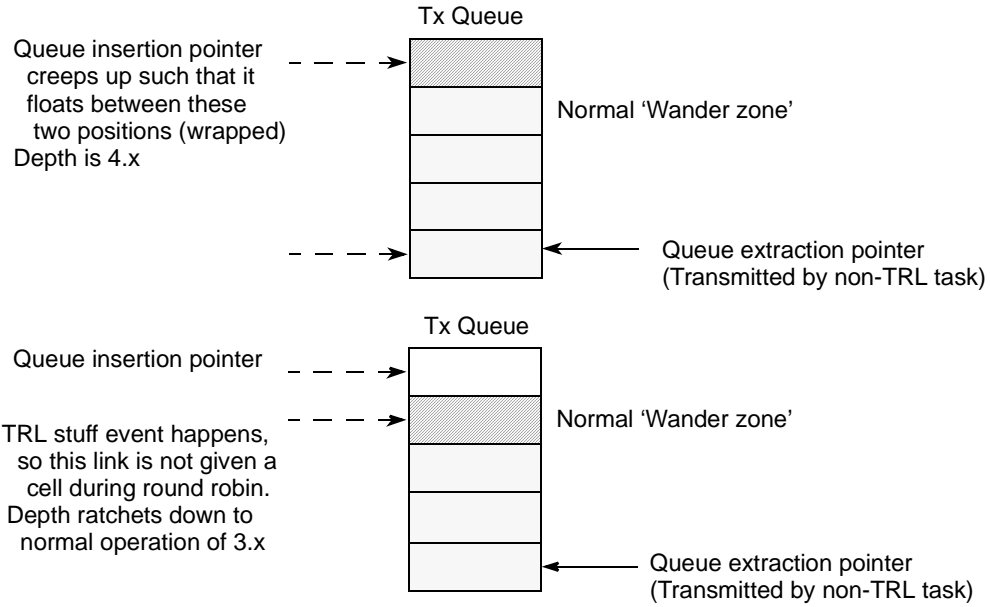 Tx Queue
Queue insertion pointer
creeps up such that it
floats between these
two positions (wrapped)
Depth is 4.x
Normal ‘Wander zone’
Queue extraction pointer
(Transmitted by non-TRL task)
Tx Queue
Queue insertion pointer
Normal ‘Wander zone’
TRL stuff event happens,
so this link is not given a
cell during round robin.
Depth ratchets down to
normal operation of 3.x
Queue extraction pointer
(Transmitted by non-TRL task)